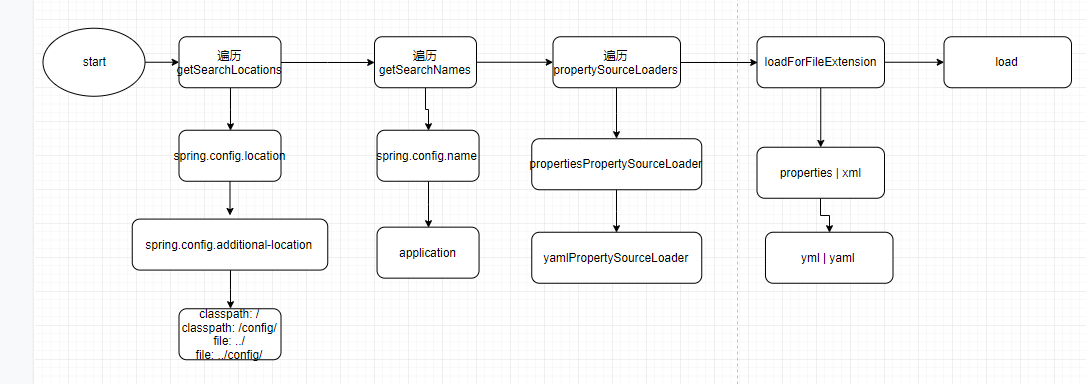 start
遍历
getSearchLocations
遍历
getSearchNames
遍历
propertySourceLoaders
loadForFileExtension
load
spring.config.location
spring.config.name
propertiesPropertySourceLoader
properties | xml
spring.config.additional-location
application
yamlPropertySourceLoader
yml | yaml
classpath: /
classpath: /config/
file: ../
file: ../config/